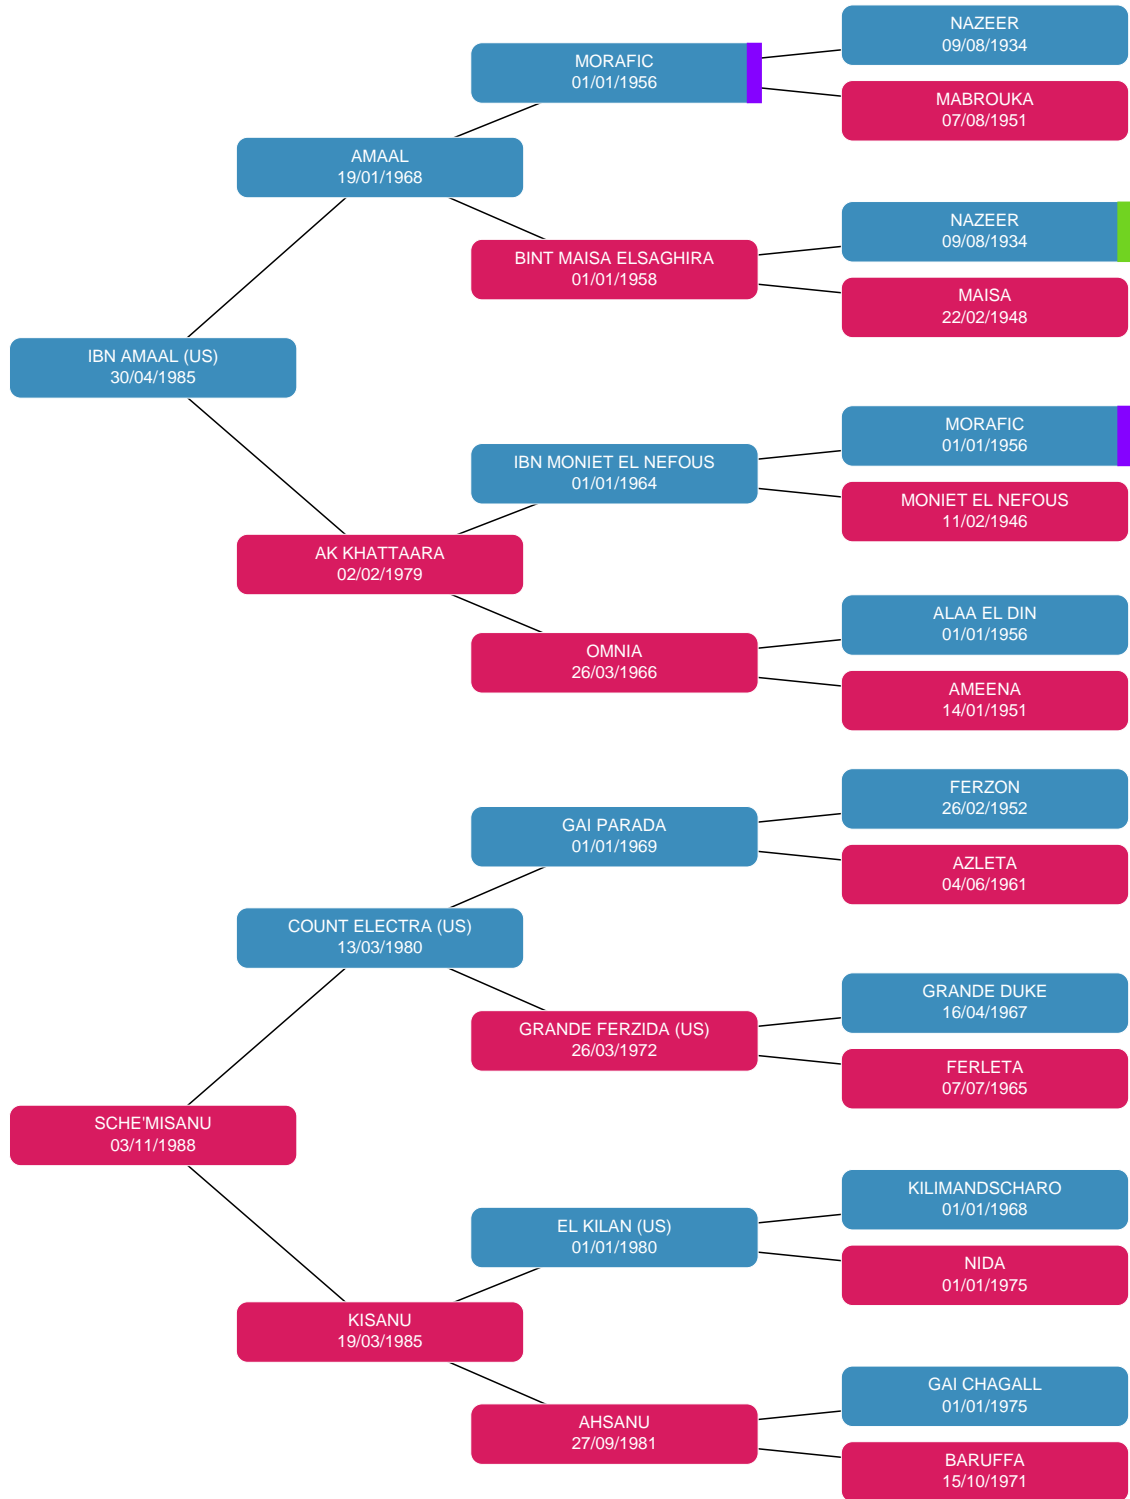 NAZEER
09/08/1934
MORAFIC
01/01/1956
MABROUKA
07/08/1951
AMAAL
19/01/1968
NAZEER
09/08/1934
BINT MAISA ELSAGHIRA
01/01/1958
MAISA
22/02/1948
IBN AMAAL (US)
30/04/1985
MORAFIC
01/01/1956
IBN MONIET EL NEFOUS
01/01/1964
MONIET EL NEFOUS
11/02/1946
AK KHATTAARA
02/02/1979
ALAA EL DIN
01/01/1956
OMNIA
26/03/1966
AMEENA
14/01/1951
FERZON
26/02/1952
GAI PARADA
01/01/1969
AZLETA
04/06/1961
COUNT ELECTRA (US)
13/03/1980
GRANDE DUKE
16/04/1967
GRANDE FERZIDA (US)
26/03/1972
FERLETA
07/07/1965
SCHE'MISANU
03/11/1988
KILIMANDSCHARO
01/01/1968
EL KILAN (US)
01/01/1980
NIDA
01/01/1975
KISANU
19/03/1985
GAI CHAGALL
01/01/1975
AHSANU
27/09/1981
BARUFFA
15/10/1971